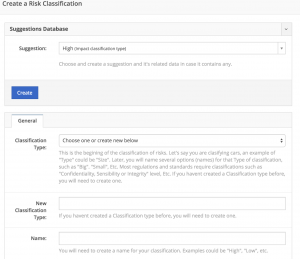 Create a Risk Classification
Suggestions Database
Suggestion:
High (Impact classification type)
Choose and create a suggestion and it's related data in case it contains any.
Create
General
Classification Type:
Choose one or create new below
This is the begining of the classification of risks. Let's say you are clasifying cars, an example of
"Type" could be "Size". Later, you will name several options (names) for that Type of classification,
such as "Big", "Small", Etc. Most regulations and standards require classifications such as
"Confidentiality, Sensibility or Integrity" level, Etc. If you havent created a Classification type before,
you will need to create one.
New Classification Type:
If you havent created a Classification type before, you will need to create one.
Name:
You will need to create a name for your classification. Examples could be "High", "Low", etc.